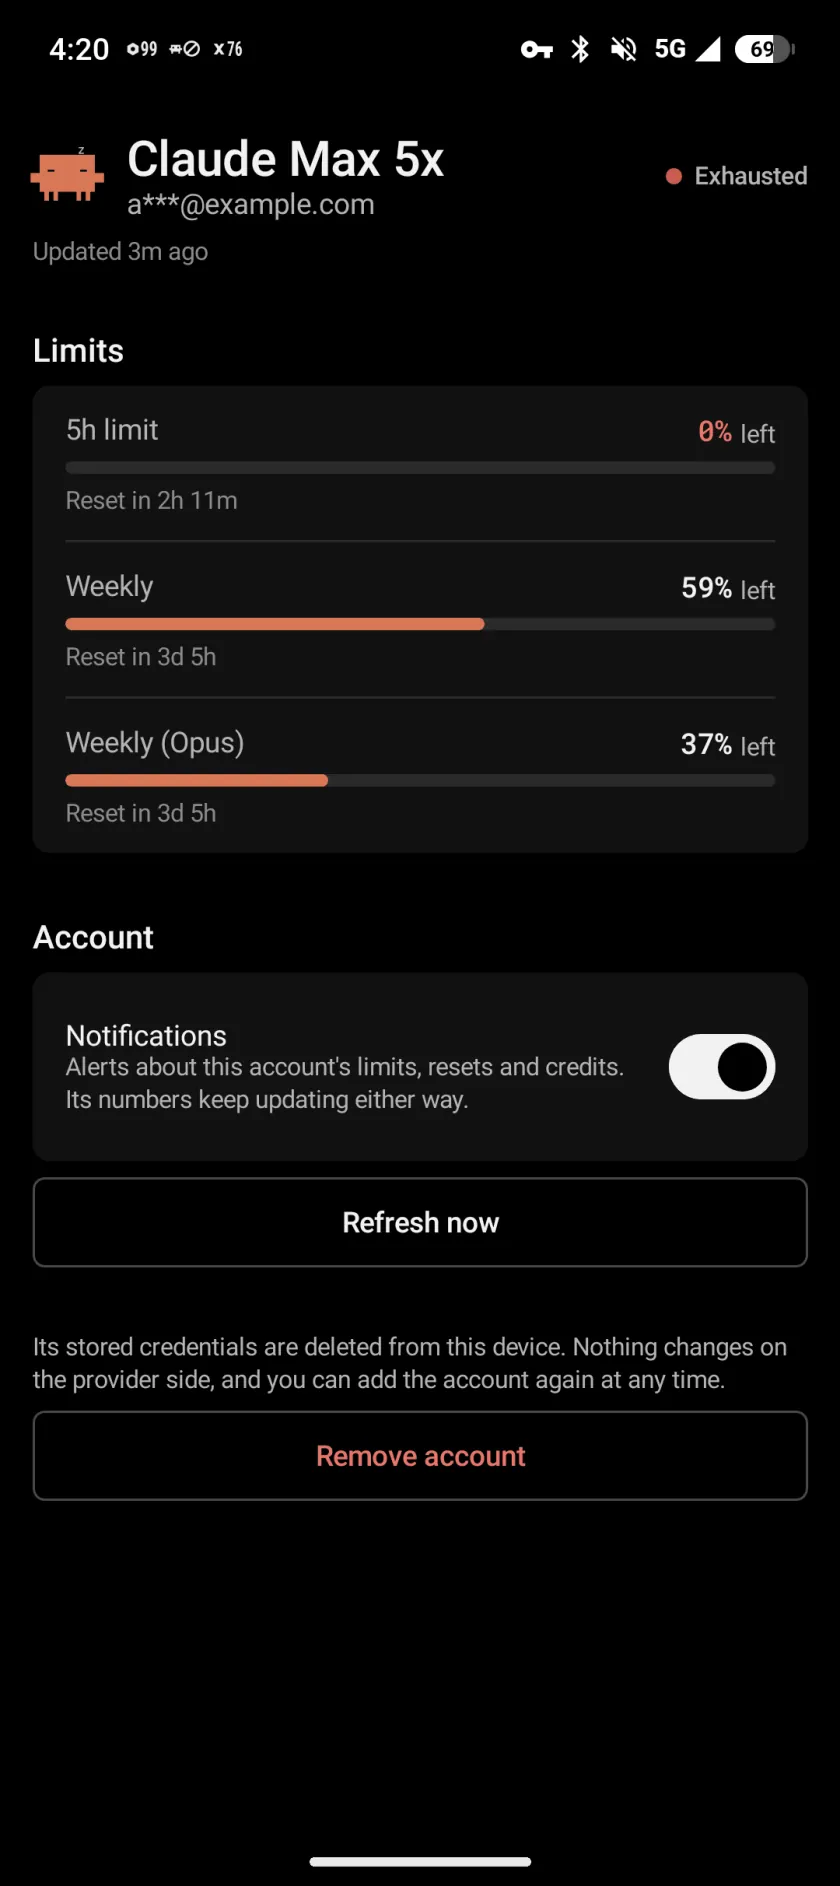 4:20 99 x76 5G 69
z
Claude Max 5x
a***@example.com
Exhausted
Updated 3m ago
Limits
5h limit
0% left
Reset in 2h 11m
Weekly
59% left
Reset in 3d 5h
Weekly (Opus)
37% left
Reset in 3d 5h
Account
Notifications
Alerts about this account's limits, resets and credits.
Its numbers keep updating either way.
Refresh now
Its stored credentials are deleted from this device. Nothing changes on
the provider side, and you can add the account again at any time.
Remove account